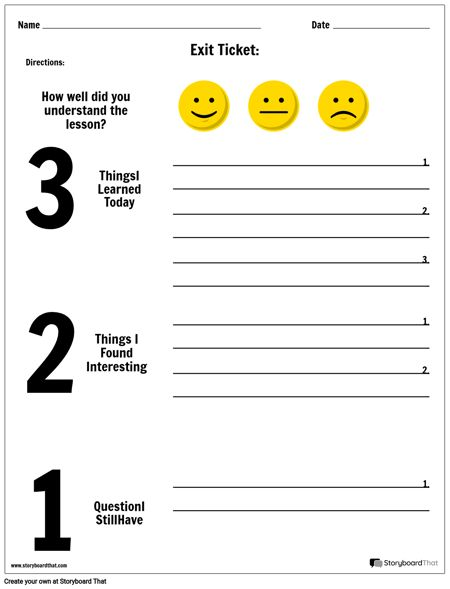 Name Date
Exit Ticket:
Directions:
How well did you
understand the
lesson?
3
ThingsI
Learned
Today
1.
2.
3.
2
Things I
Found
Interesting
1.
2.
1
QuestionI
StillHave
1.
www.storyboardthat.com
StoryboardThat
Create your own at Storyboard That